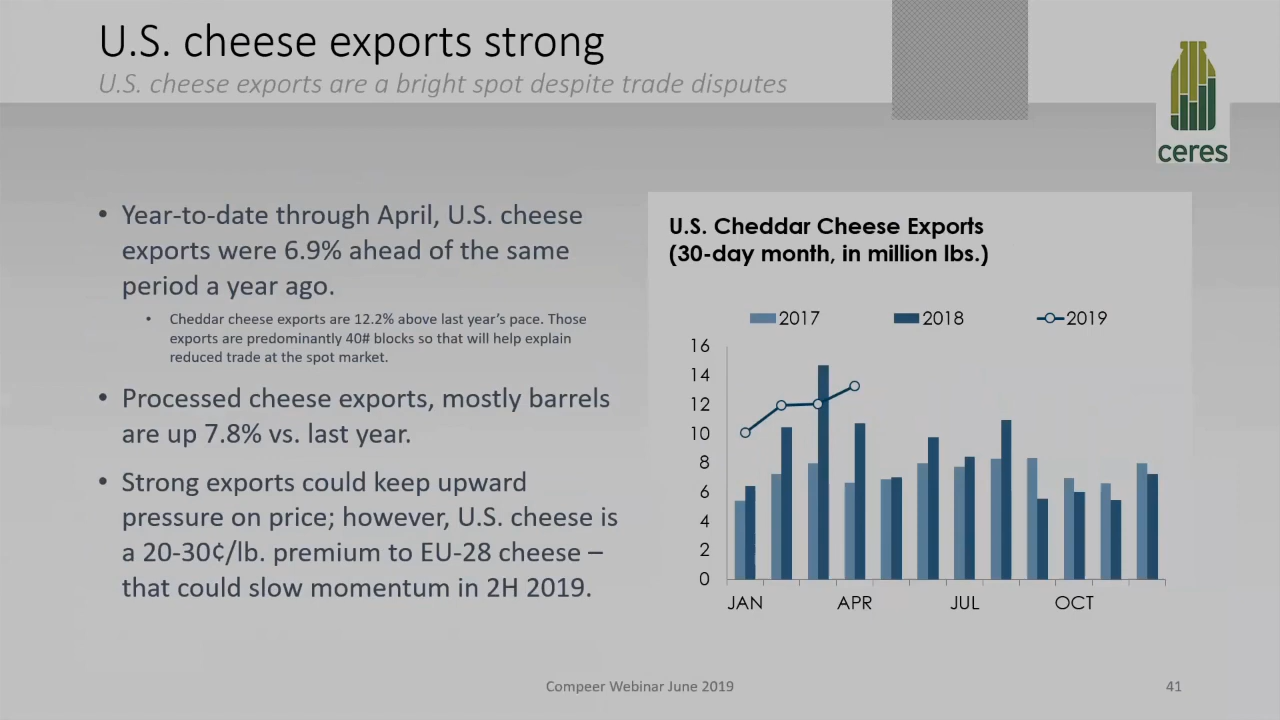 U.S. cheese exports strong
U.S. cheese exports are a bright spot despite trade disputes
ceres
• Year-to-date through April, U.S. cheese
exports were 6.9% ahead of the same
period a year ago.
• Cheddar cheese exports are 12.2% above last year's pace. Those
exports are predominantly 40# blocks so that will help explain
reduced trade at the spot market.
• Processed cheese exports, mostly barrels
are up 7.8% vs. last year.
• Strong exports could keep upward
pressure on price; however, U.S. cheese is
a 20-30¢/lb. premium to EU-28 cheese –
that could slow momentum in 2H 2019.
U.S. Cheddar Cheese Exports
(30-day month, in million lbs.)
2017 2018 2019
16
14
12
10
8
6
4
2
0
JAN APR JUL OCT
Compeer Webinar June 2019
41